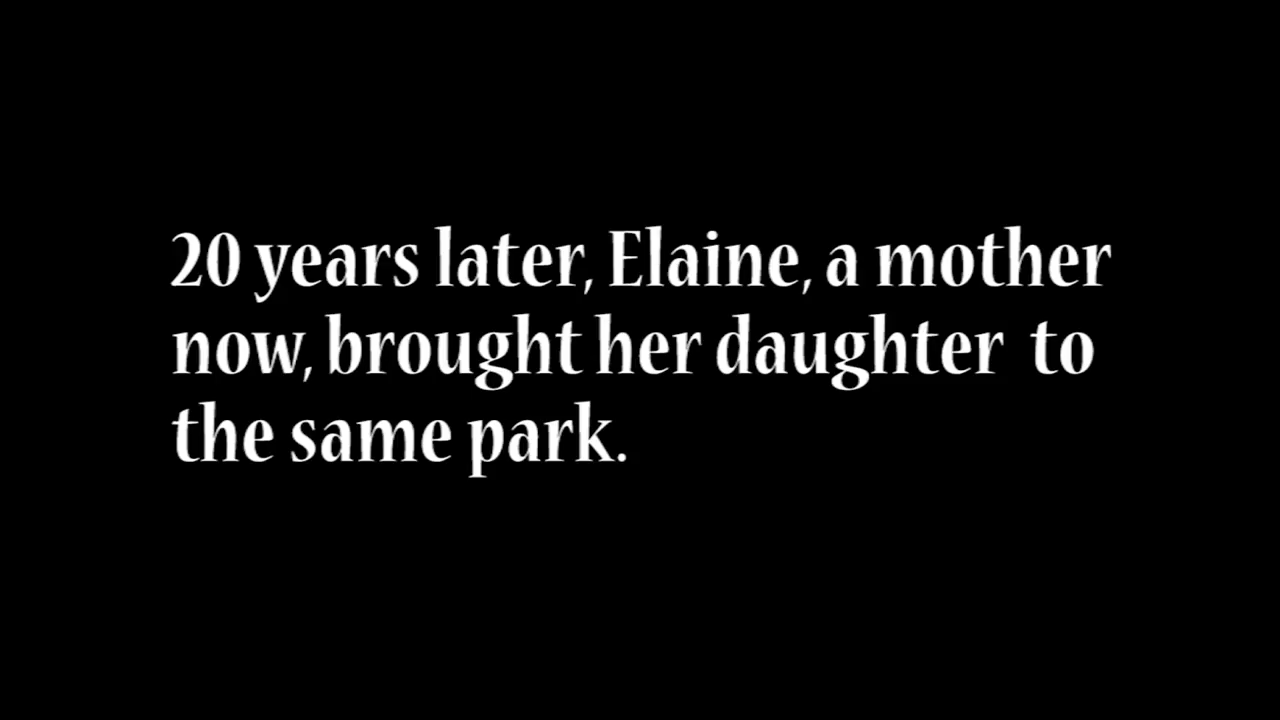 20 years later, Elaine, a mother
now, brought her daughter  to
the same park.